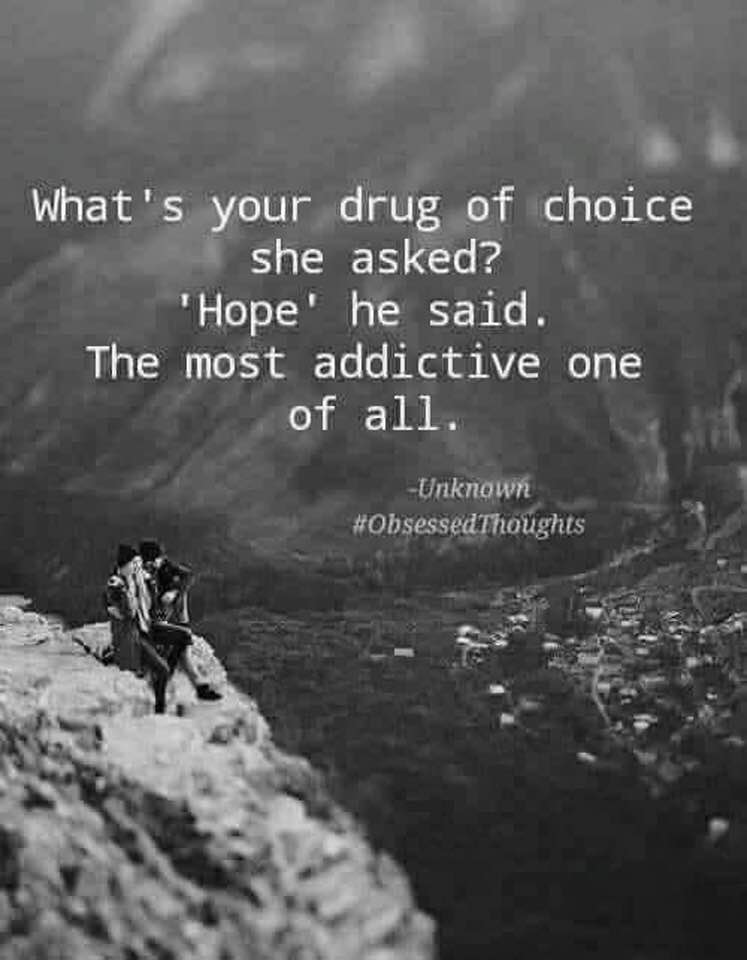 What's your drug of choice
she asked?
'Hope' he said.
The most addictive one
of all.
-Unknown
#ObsessedThoughts